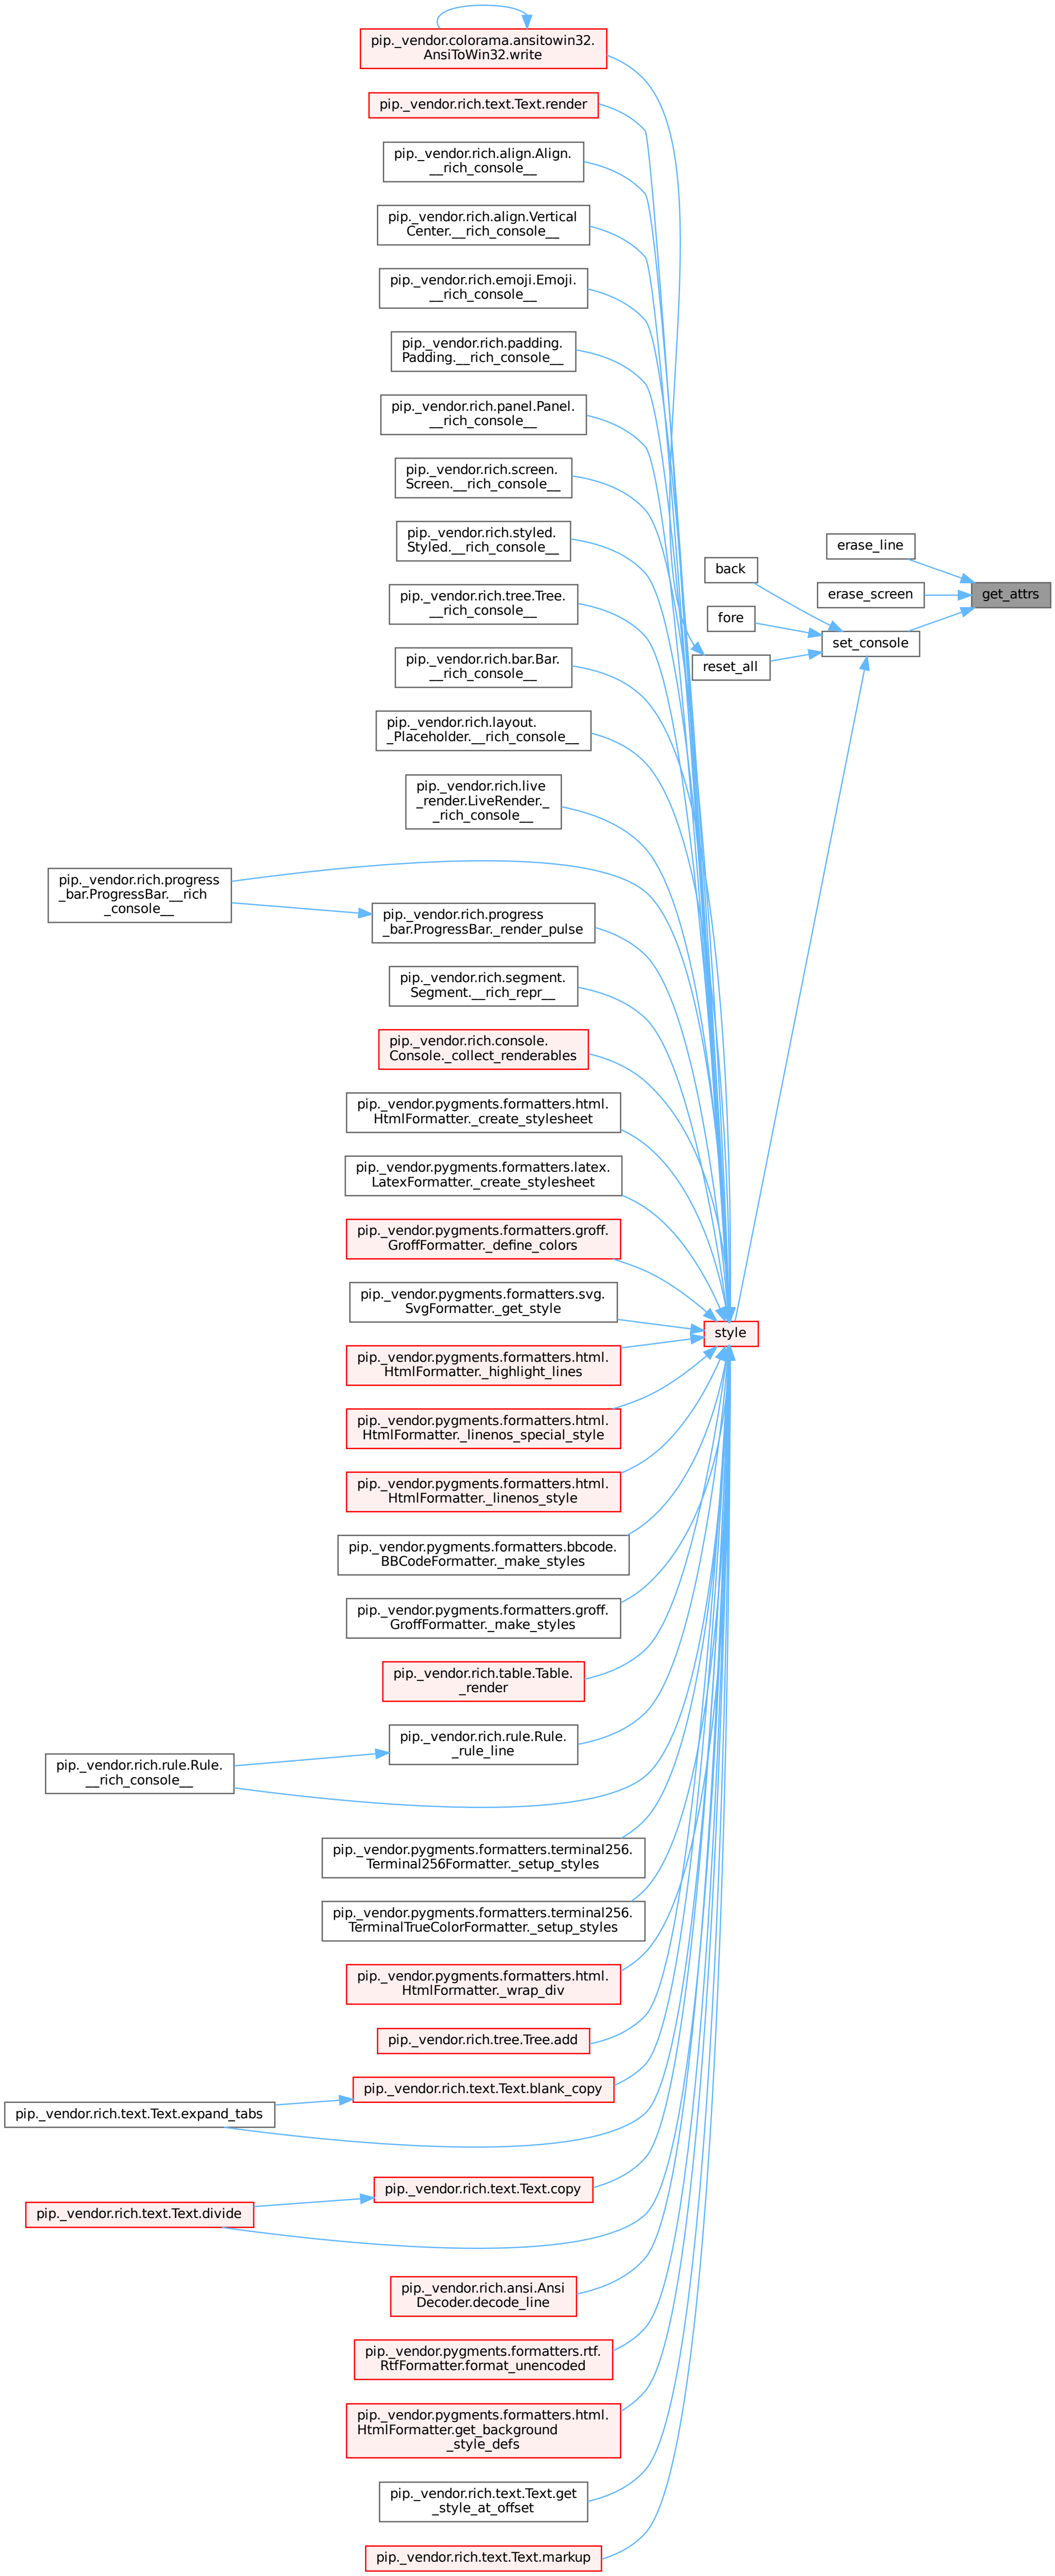 pip._vendor.colorama.ansitowin32.
AnsiToWin32.write
pip._vendor.rich.text.Text.render
pip._vendor.rich.align.Align.
__rich_console__
pip._vendor.rich.align.Vertical
Center.__rich_console__
pip._vendor.rich.emoji.Emoji.
__rich_console__
pip._vendor.rich.padding.
Padding.__rich_console__
pip._vendor.rich.panel.Panel.
__rich_console__
pip._vendor.rich.screen.
Screen.__rich_console__
pip._vendor.rich.styled.
Styled.__rich_console__
erase_line
back
pip._vendor.rich.tree.Tree.
__rich_console__
erase_screen
get_attrs
fore
set_console
pip._vendor.rich.bar.Bar.
__rich_console__
reset_all
pip._vendor.rich.layout.
_Placeholder.__rich_console__
pip._vendor.rich.live
_render.LiveRender._
_rich_console__
pip._vendor.rich.progress
_bar.ProgressBar.__rich
_console__
pip._vendor.rich.progress
_bar.ProgressBar._render_pulse
pip._vendor.rich.segment.
Segment.__rich_repr__
pip._vendor.rich.console.
Console._collect_renderables
pip._vendor.pygments.formatters.html.
HtmlFormatter._create_stylesheet
pip._vendor.pygments.formatters.latex.
LatexFormatter._create_stylesheet
pip._vendor.pygments.formatters.groff.
GroffFormatter._define_colors
pip._vendor.pygments.formatters.svg.
SvgFormatter._get_style
style
pip._vendor.pygments.formatters.html.
HtmlFormatter._highlight_lines
pip._vendor.pygments.formatters.html.
HtmlFormatter._linenos_special_style
pip._vendor.pygments.formatters.html.
HtmlFormatter._linenos_style
pip._vendor.pygments.formatters.bbcode.
BBCodeFormatter._make_styles
pip._vendor.pygments.formatters.groff.
GroffFormatter._make_styles
pip._vendor.rich.table.Table.
_render
pip._vendor.rich.rule.Rule.
_rule_line
pip._vendor.rich.rule.Rule.
__rich_console__
pip._vendor.pygments.formatters.terminal256.
Terminal256Formatter._setup_styles
pip._vendor.pygments.formatters.terminal256.
TerminalTrueColorFormatter._setup_styles
pip._vendor.pygments.formatters.html.
HtmlFormatter._wrap_div
pip._vendor.rich.tree.Tree.add
pip._vendor.rich.text.Text.blank_copy
pip._vendor.rich.text.Text.expand_tabs
pip._vendor.rich.text.Text.copy
pip._vendor.rich.text.Text.divide
pip._vendor.rich.ansi.Ansi
Decoder.decode_line
pip._vendor.pygments.formatters.rtf.
RtfFormatter.format_unencoded
pip._vendor.pygments.formatters.html.
HtmlFormatter.get_background
_style_defs
pip._vendor.rich.text.Text.get
_style_at_offset
pip._vendor.rich.text.Text.markup